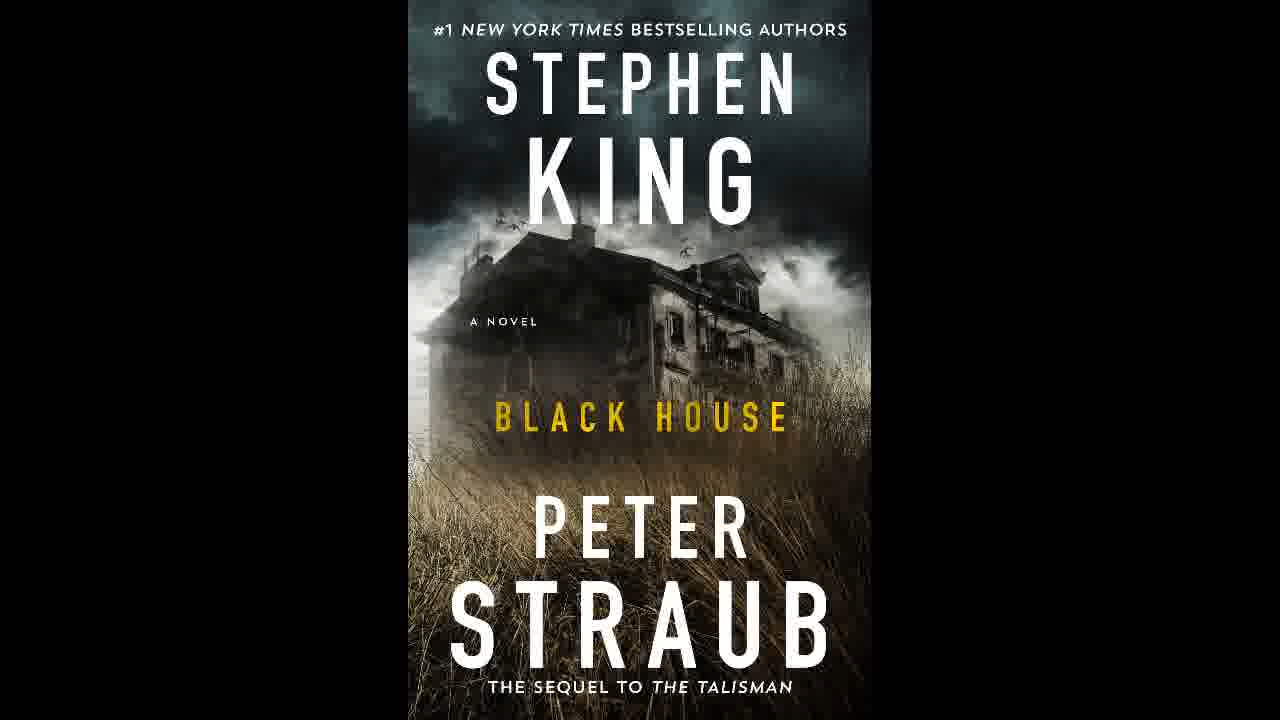 #1 NEW YORK TIMES BESTSELLING AUTHORS
STEPHEN
KING
A NOVEL
BLACK HOUSE
PETER
STRAUB
THE SEQUEL TO THE TALISMAN